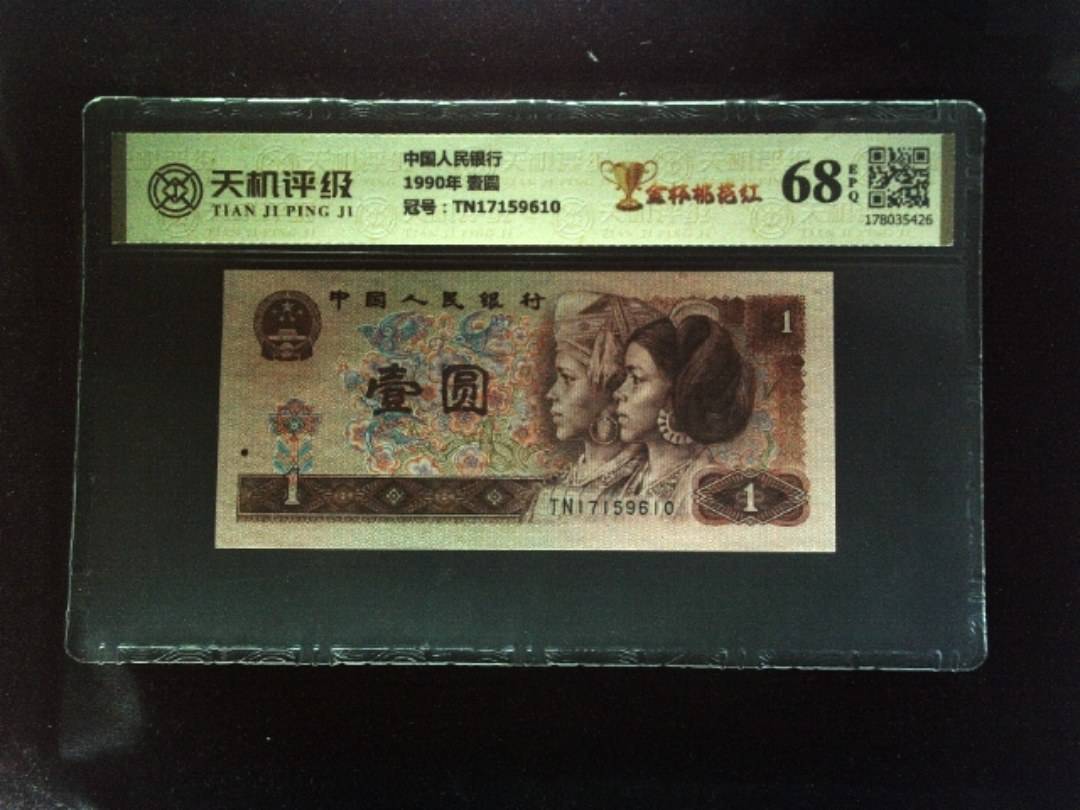 天机评级
TIAN JI PING JI
中国人民银行
1990年 壹圆
冠号：TN17159610
金杯桃花红
68
EPQ
178035426
中国人民银行
1
壹圆
1
TN17159610
1